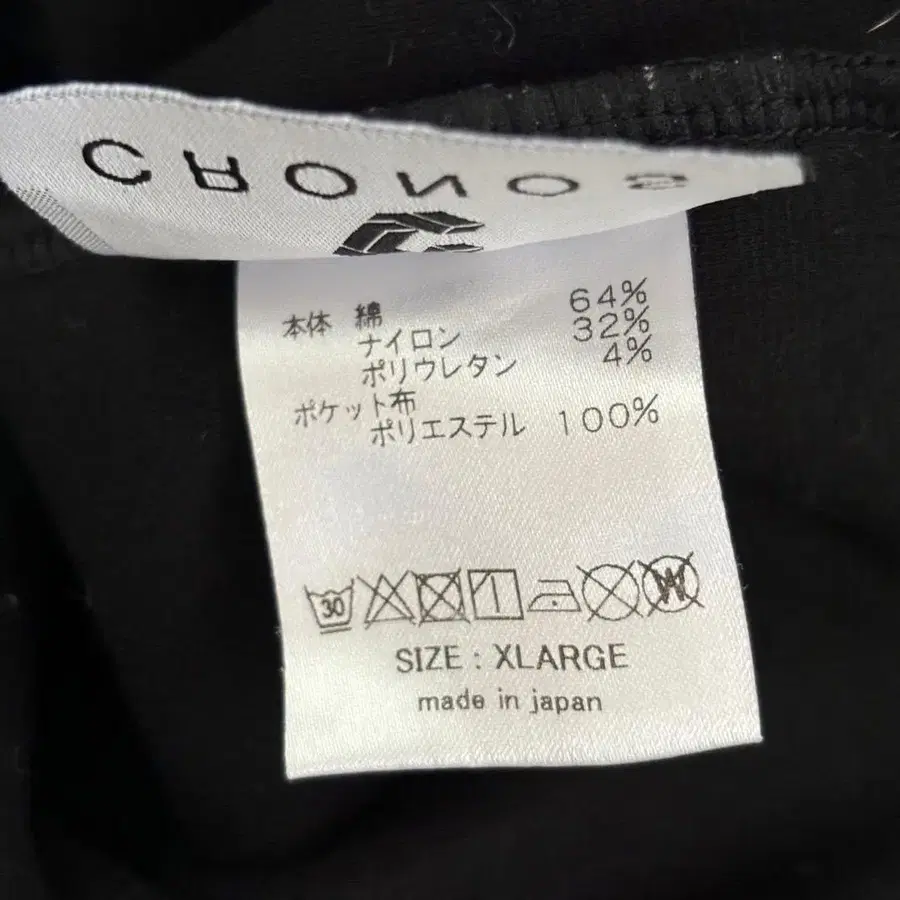 CRONOS
本体 綿 64%
ナイロン 32%
ポリウレタン 4%
ポケット布
ポリエステル 100%
30
W
SIZE : XLARGE
made in japan